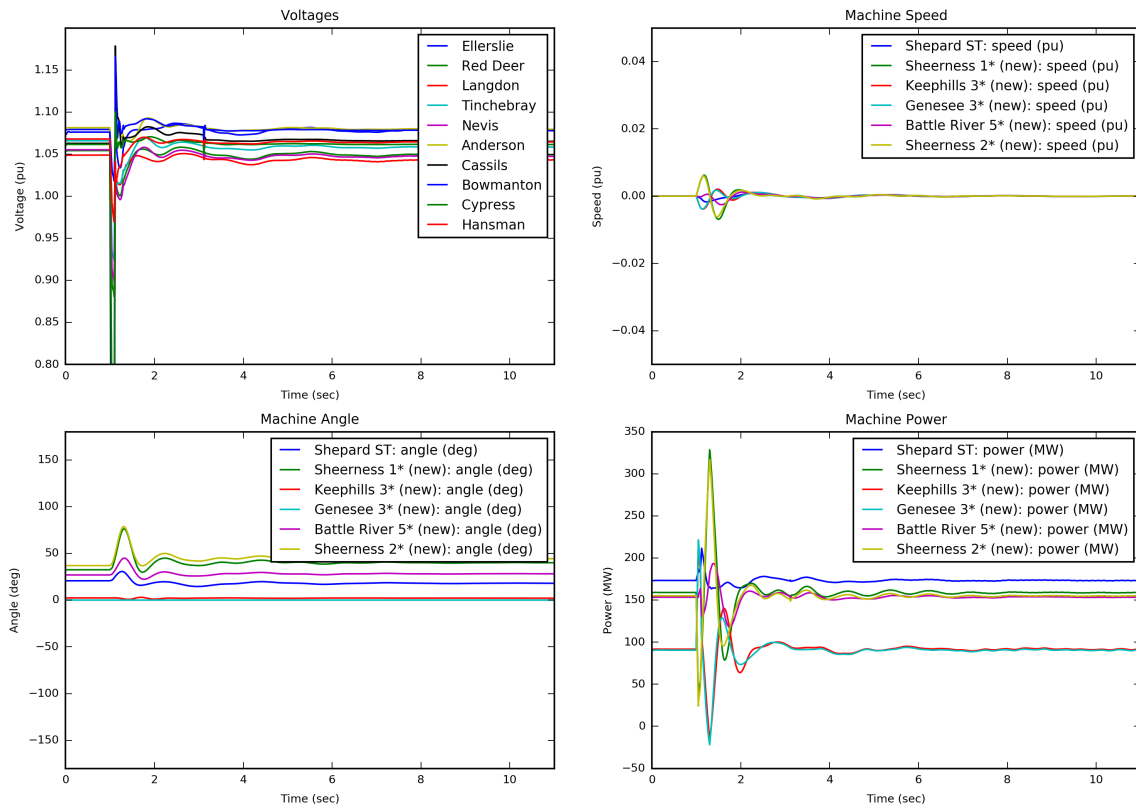 Voltages
1.15
1.10
1.05
1.00
0.95
0.90
0.85
0.80
Voltage (pu)
Ellerslie
Red Deer
Langdon
Tinchebray
Nevis
Anderson
Cassils
Bowmanton
Cypress
Hansman
0 2 4 6 8 10
Time (sec)
Machine Speed
0.04
0.02
0.00
−0.02
−0.04
Speed (pu)
Shepard ST: speed (pu)
Sheerness 1* (new): speed (pu)
Keephills 3* (new): speed (pu)
Genesee 3* (new): speed (pu)
Battle River 5* (new): speed (pu)
Sheerness 2* (new): speed (pu)
0 2 4 6 8 10
Time (sec)
Machine Angle
150
100
50
0
−50
−100
−150
Angle (deg)
Shepard ST: angle (deg)
Sheerness 1* (new): angle (deg)
Keephills 3* (new): angle (deg)
Genesee 3* (new): angle (deg)
Battle River 5* (new): angle (deg)
Sheerness 2* (new): angle (deg)
0 2 4 6 8 10
Time (sec)
Machine Power
350
300
250
200
150
100
50
0
−50
Power (MW)
Shepard ST: power (MW)
Sheerness 1* (new): power (MW)
Keephills 3* (new): power (MW)
Genesee 3* (new): power (MW)
Battle River 5* (new): power (MW)
Sheerness 2* (new): power (MW)
0 2 4 6 8 10
Time (sec)